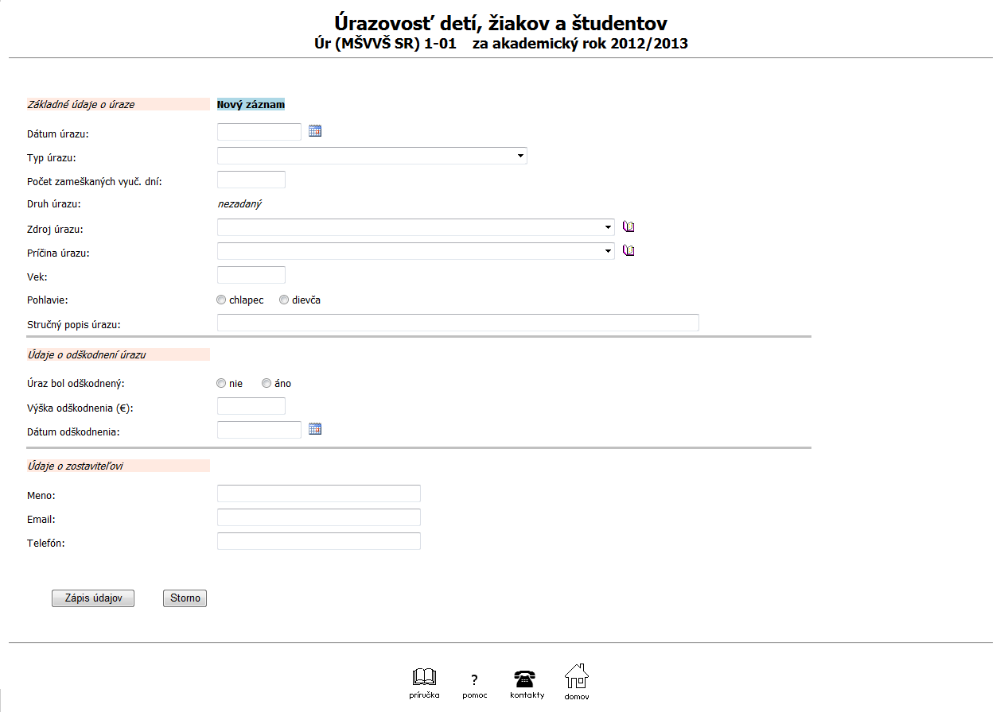 Úrazovosť detí, žiakov a študentov
Úr (MŠVVŠ SR) 1-01 za akademický rok 2012/2013
Základné údaje o úraze Nový záznam
Dátum úrazu:
Typ úrazu:
Počet zameškaných vyuč. dní:
Druh úrazu: nezadaný
Zdroj úrazu:
Príčina úrazu:
Vek:
Pohlavie: chlapec dievča
Stručný popis úrazu:
Údaje o odškodnení úrazu
Úraz bol odškodnený: nie áno
Výška odškodnenia (€):
Dátum odškodnenia:
Údaje o zostaviteľovi
Meno:
Email:
Telefón:
Zápis údajov Storno
príručka ? pomoc kontakty domov